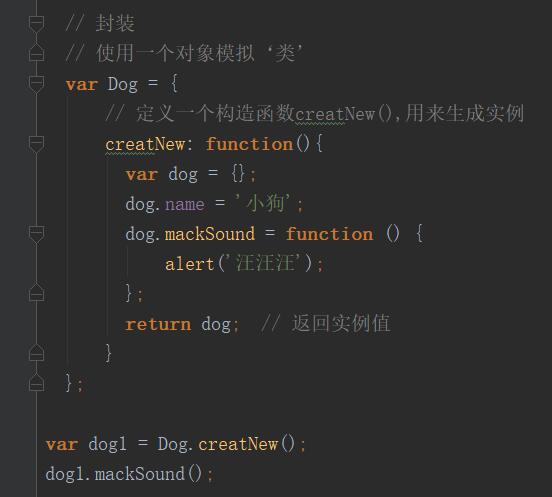 // 封装
// 使用一个对象模拟‘类’
var Dog = {
// 定义一个构造函数creatNew(),用来生成实例
creatNew: function(){
var dog = {};
dog.name = '小狗';
dog.mackSound = function () {
alert('汪汪汪');
};
return dog;  // 返回实例值
}
};
var dog1 = Dog.creatNew();
dog1.mackSound();